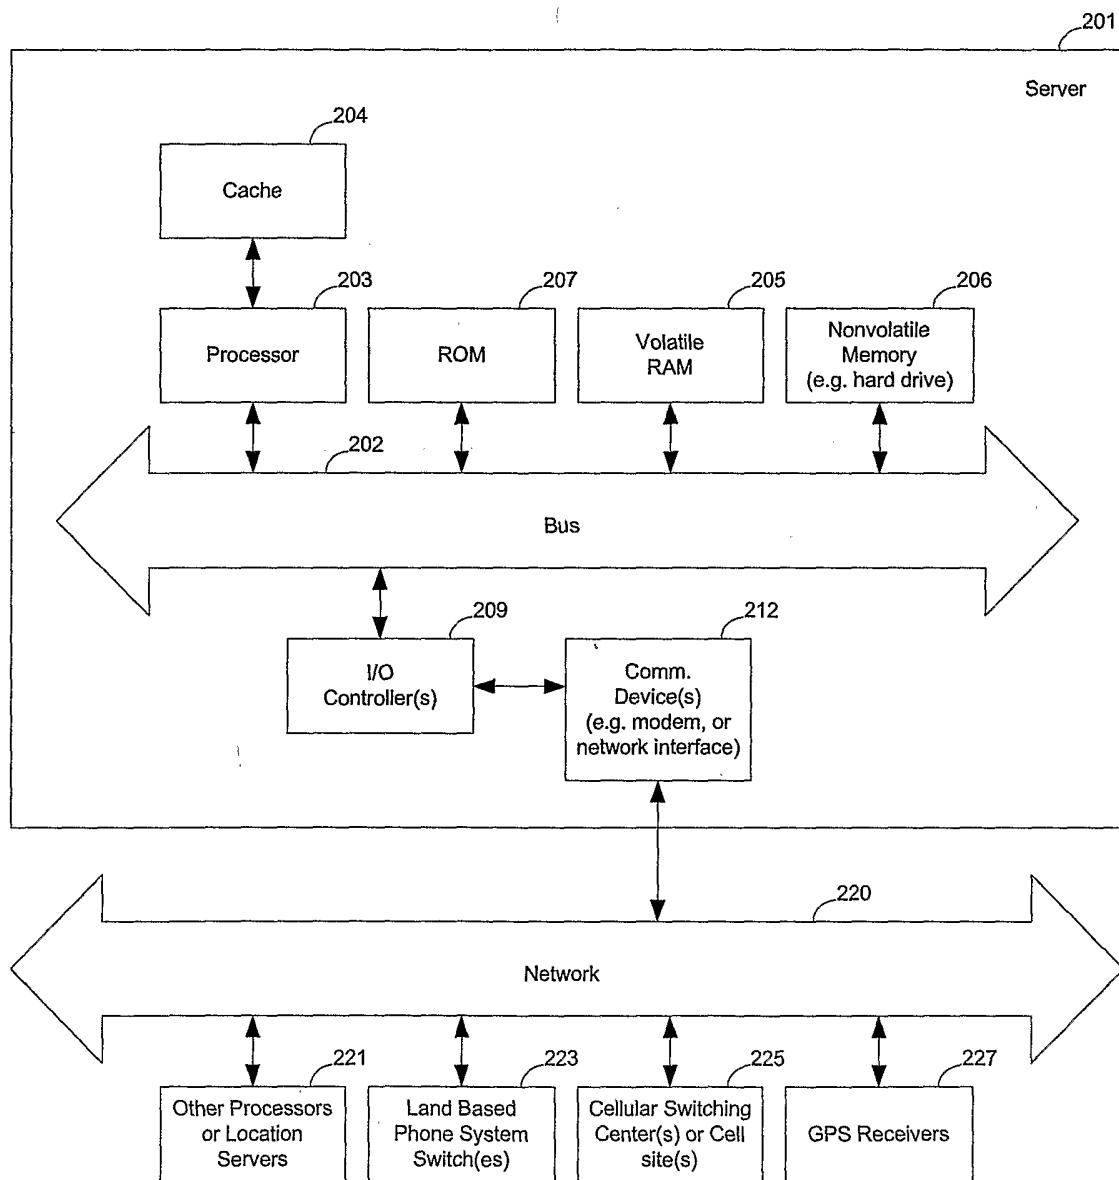 201
Server
204
Cache
203
207
205
206
Processor
ROM
Volatile
RAM
Nonvolatile
Memory
(e.g. hard drive)
202
Bus
209
212
I/O
Controller(s)
Comm.
Device(s)
(e.g. modem, or
network interface)
220
Network
221
223
225
227
Other Processors
or Location
Servers
Land Based
Phone System
Switch(es)
Cellular Switching
Center(s) or Cell
site(s)
GPS Receivers